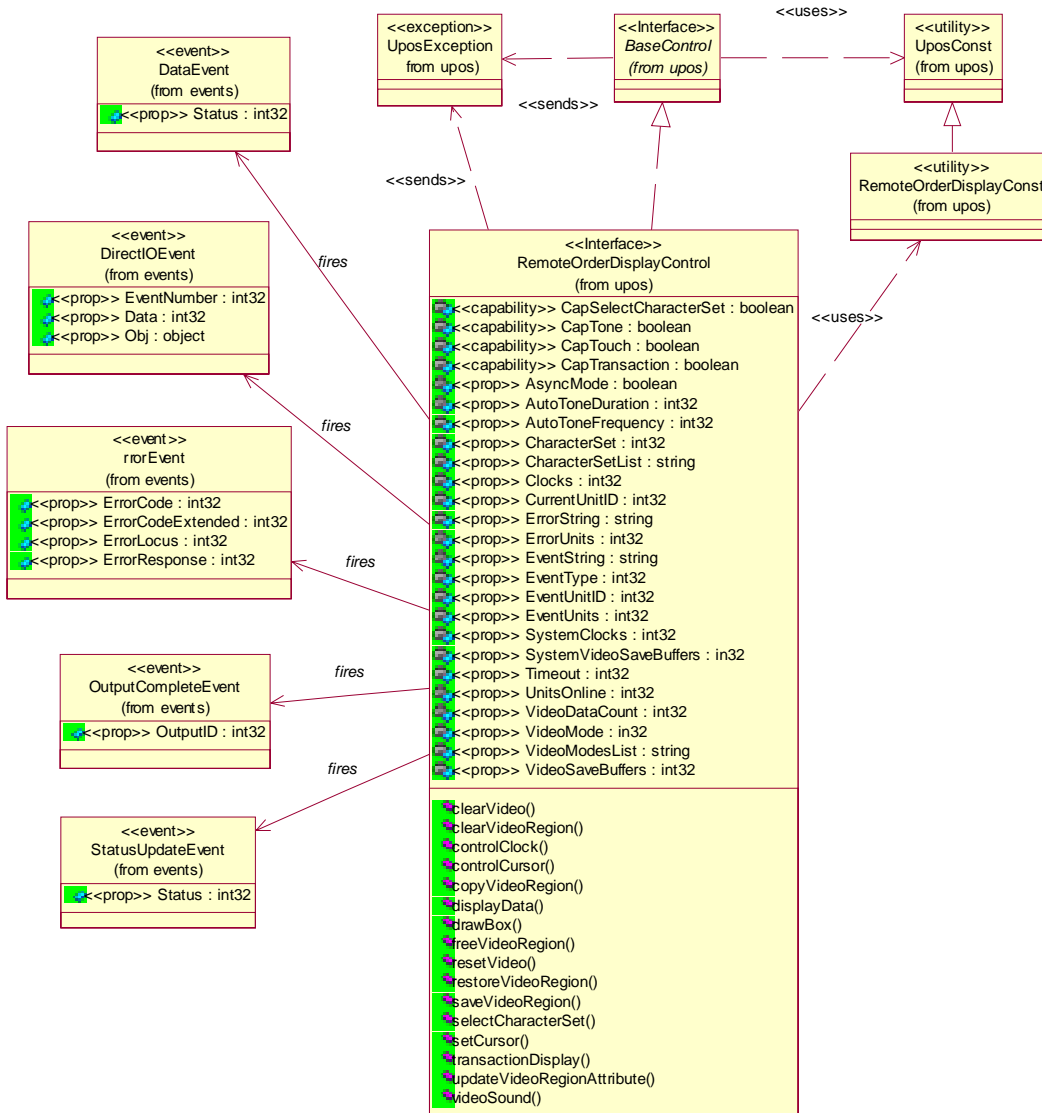 <<event>>
DataEvent
(from events)
<<prop>> Status : int32
<<exception>>
UposException
from upos)
<<Interface>>
BaseControl
(from upos)
<<uses>>
<<utility>>
UposConst
(from upos)
<<sends>>
<<sends>>
<<utility>>
RemoteOrderDisplayConst
(from upos)
<<event>>
DirectIOEvent
(from events)
<<prop>> EventNumber : int32
<<prop>> Data : int32
<<prop>> Obj : object
fires
<<uses>>
<<Interface>>
RemoteOrderDisplayControl
(from upos)
<<capability>> CapSelectCharacterSet : boolean
<<capability>> CapTone : boolean
<<capability>> CapTouch : boolean
<<capability>> CapTransaction : boolean
<<prop>> AsyncMode : boolean
<<prop>> AutoToneDuration : int32
<<prop>> AutoToneFrequency : int32
<<prop>> CharacterSet : int32
<<prop>> CharacterSetList : string
<<prop>> Clocks : int32
<<prop>> CurrentUnitID : int32
<<prop>> ErrorString : string
<<prop>> ErrorUnits : int32
<<prop>> EventString : string
<<prop>> EventType : int32
<<prop>> EventUnitID : int32
<<prop>> EventUnits : int32
<<prop>> SystemClocks : int32
<<prop>> SystemVideoSaveBuffers : in32
<<prop>> Timeout : int32
<<prop>> UnitsOnline : int32
<<prop>> VideoDataCount : int32
<<prop>> VideoMode : in32
<<prop>> VideoModesList : string
<<prop>> VideoSaveBuffers : int32
clearVideo()
clearVideoRegion()
controlClock()
controlCursor()
copyVideoRegion()
displayData()
drawBox()
freeVideoRegion()
resetVideo()
restoreVideoRegion()
saveVideoRegion()
selectCharacterSet()
setCursor()
transactionDisplay()
updateVideoRegionAttribute()
videoSound()
fires
<<event>>
rrorEvent
(from events)
<<prop>> ErrorCode : int32
<<prop>> ErrorCodeExtended : int32
<<prop>> ErrorLocus : int32
<<prop>> ErrorResponse : int32
fires
<<event>>
OutputCompleteEvent
(from events)
<<prop>> OutputID : int32
fires
<<event>>
StatusUpdateEvent
(from events)
<<prop>> Status : int32
fires